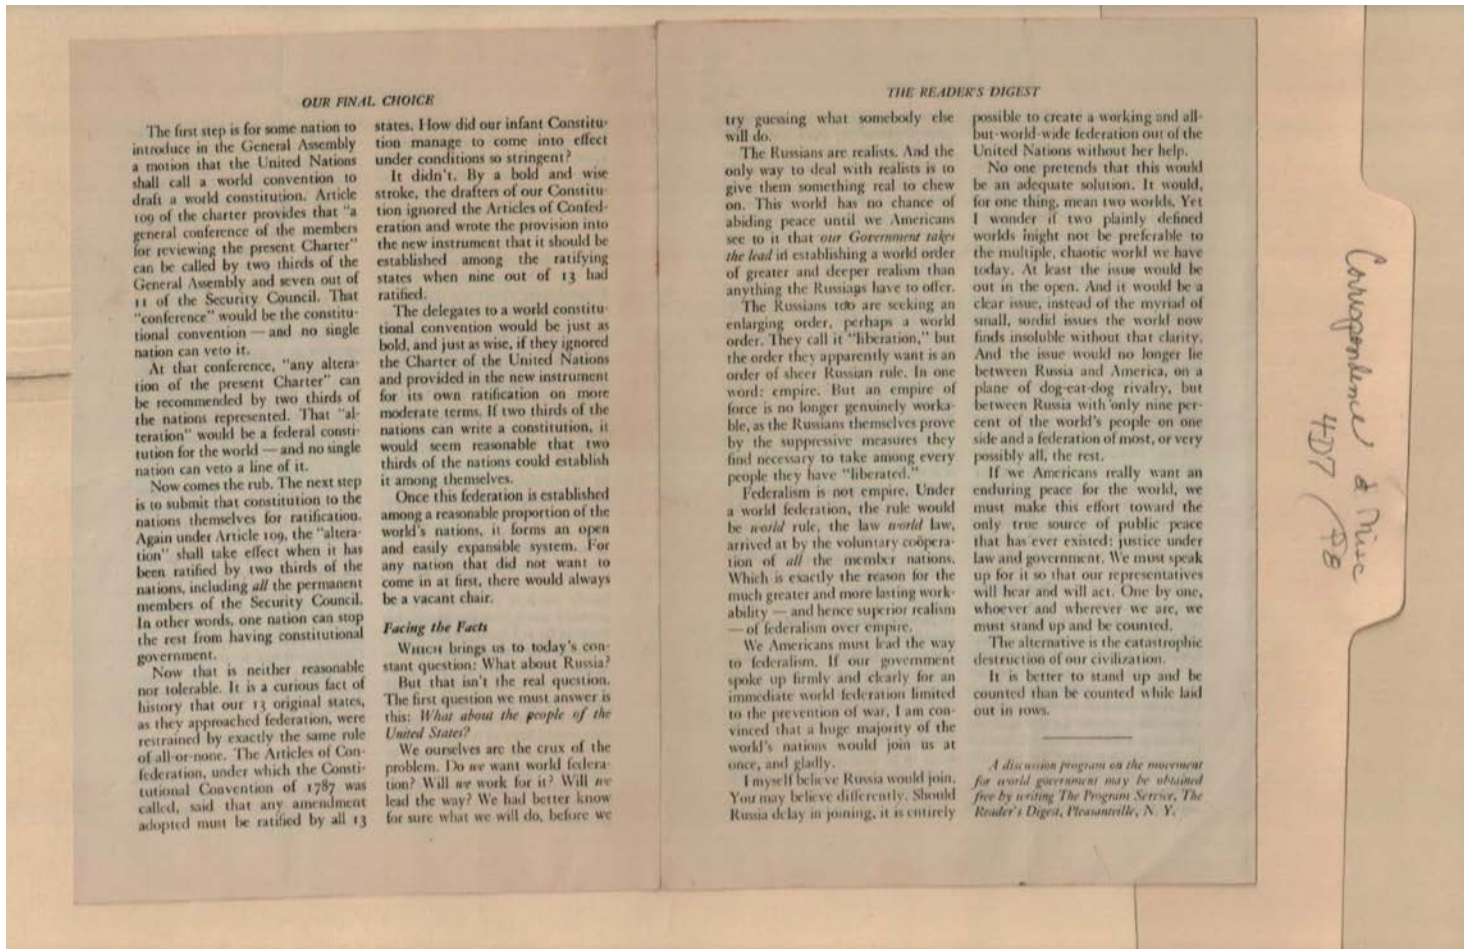 OUR FINAL CHOICE
The first step is for some nation to
introduce in the General Assembly
a motion that the United Nations
shall call a world convention to
draft a world constitution. Article
109 of the charter provides that "a
general conference of the members
for reviewing the present Charter"
can be called by two thirds of the
General Assembly and seven out of
11 of the Security Council. That
"conference" would be the constitu-
tional convention — and no single
nation can veto it.
At that conference, "any altera-
tion of the present Charter" can
be recommended by two thirds of
the nations represented. That "al-
teration" would be a federal consti-
tution for the world — and no single
nation can veto a line of it.
Now comes the rub. The next step
is to submit that constitution to the
nations themselves for ratification.
Again under Article 109, the "altera-
tion" shall take effect when it has
been ratified by two thirds of the
nations, including all the permanent
members of the Security Council.
In other words, one nation can stop
the rest from having constitutional
government.
Now that is neither reasonable
nor tolerable. It is a curious fact of
history that our 13 original states,
as they approached federation, were
restrained by exactly the same rule
of all-or-none. The Articles of Con-
federation, under which the Consti-
tutional Convention of 1787 was
called, said that any amendment
adopted must be ratified by all 13
states. How did our infant Constitu-
tion manage to come into effect
under conditions so stringent?
It didn't. By a bold and wise
stroke, the drafters of our Constitu-
tion ignored the Articles of Confed-
eration and wrote the provision into
the new instrument that it should be
established among the ratifying
states when nine out of 13 had
ratified.
The delegates to a world constitu-
tional convention would be just as
bold, and just as wise, if they ignored
the Charter of the United Nations
and provided in the new instrument
for its own ratification on more
moderate terms. If two thirds of the
nations can write a constitution, it
would seem reasonable that two
thirds of the nations could establish
it among themselves.
Once this federation is established
among a reasonable proportion of the
world's nations, it forms an open
and easily expansible system. For
any nation that did not want to
come in at first, there would always
be a vacant chair.
Facing the Facts
WHICH brings us to today's con-
stant question: What about Russia?
But that isn't the real question.
The first question we must answer is
this: What about the people of the
United States?
We ourselves are the crux of the
problem. Do we want world federa-
tion? Will we work for it? Will we
lead the way? We had better know
for sure what we will do, before we
THE READER'S DIGEST
try guessing what somebody else
will do.
The Russians are realists. And the
only way to deal with realists is to
give them something real to chew
on. This world has no chance of
abiding peace until we Americans
see to it that our Government takes
the lead in establishing a world order
of greater and deeper realism than
anything the Russians have to offer.
The Russians too are seeking an
enlarging order, perhaps a world
order. They call it "liberation," but
the order they apparently want is an
order of sheer Russian rule. In one
word: empire. But an empire of
force is no longer genuinely worka-
ble, as the Russians themselves prove
by the suppressive measures they
find necessary to take among every
people they have "liberated."
Federalism is not empire. Under
a world federation, the rule would
be world rule, the law world law,
arrived at by the voluntary coöpera-
tion of all the member nations.
Which is exactly the reason for the
much greater and more lasting work-
ability — and hence superior realism
— of federalism over empire.
We Americans must lead the way
to federalism. If our government
spoke up firmly and clearly for an
immediate world federation limited
to the prevention of war, I am con-
vinced that a huge majority of the
world's nations would join us at
once, and gladly.
I myself believe Russia would join.
You may believe differently. Should
Russia delay in joining, it is entirely
possible to create a working and all-
but-world-wide federation out of the
United Nations without her help.
No one pretends that this would
be an adequate solution. It would,
for one thing, mean two worlds. Yet
I wonder if two plainly defined
worlds might not be preferable to
the multiple, chaotic world we have
today. At least the issue would be
out in the open. And it would be a
clear issue, instead of the myriad of
small, sordid issues the world now
finds insoluble without that clarity.
And the issue would no longer lie
between Russia and America, on a
plane of dog-eat-dog rivalry, but
between Russia with only nine per-
cent of the world's people on one
side and a federation of most, or very
possibly all, the rest.
If we Americans really want an
enduring peace for the world, we
must make this effort toward the
only true source of public peace
that has ever existed: justice under
law and government. We must speak
up for it so that our representatives
will hear and will act. One by one,
whoever and wherever we are, we
must stand up and be counted.
The alternative is the catastrophic
destruction of our civilization.
It is better to stand up and be
counted than be counted while laid
out in rows.
A discussion program on the movement
for world government may be obtained
free by writing The Program Service, The
Reader's Digest, Pleasantville, N. Y.
Correspondence & Misc
4D7 / PB